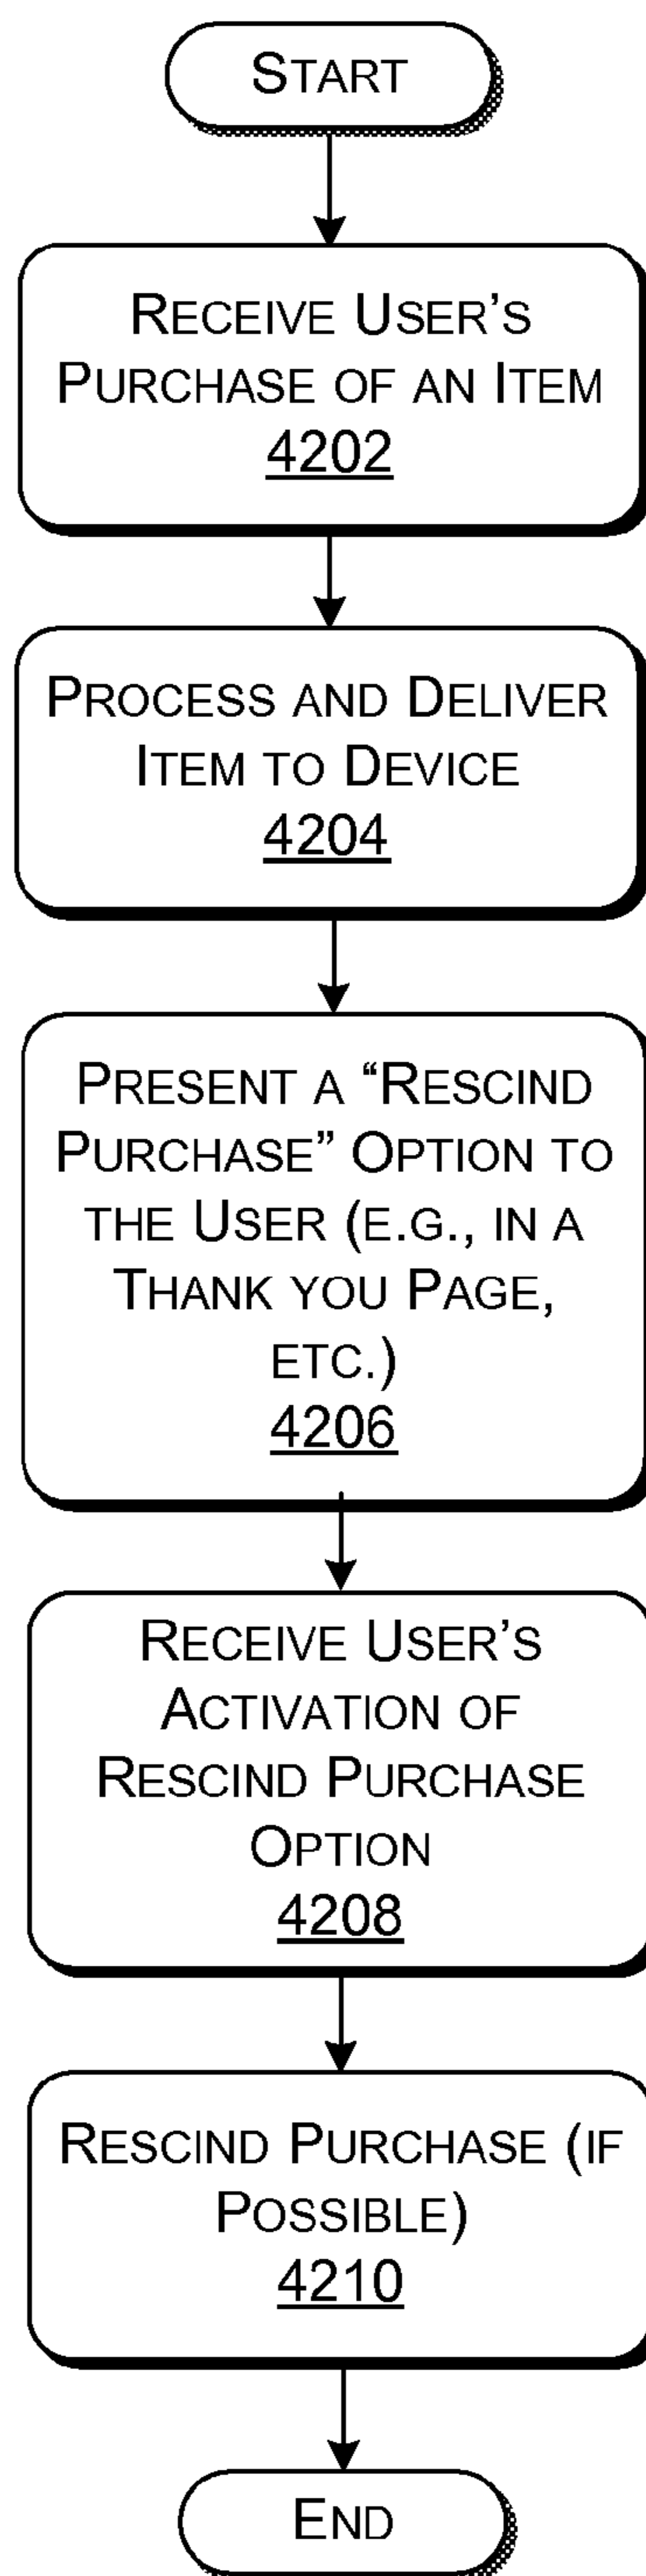 START
RECEIVE USER'S
PURCHASE OF AN ITEM
4202
PROCESS AND DELIVER
ITEM TO DEVICE
4204
PRESENT A “RESCIND
PURCHASE” OPTION TO
THE USER (E.G., IN A
THANK YOU PAGE,
ETC.)
4206
RECEIVE USER'S
ACTIVATION OF
RESCIND PURCHASE
OPTION
4208
RESCIND PURCHASE (IF
POSSIBLE)
4210
END